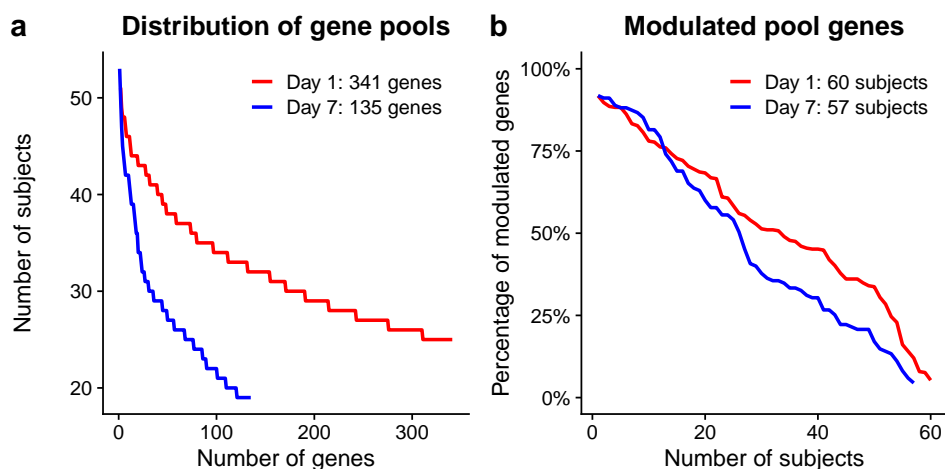 a
Distribution of gene pools
Number of subjects
50
40
30
20
Day 1: 341 genes
Day 7: 135 genes
0
100
200
300
Number of genes
b
Modulated pool genes
Percentage of modulated genes
100%
75%
50%
25%
0%
Day 1: 60 subjects
Day 7: 57 subjects
0
20
40
60
Number of subjects